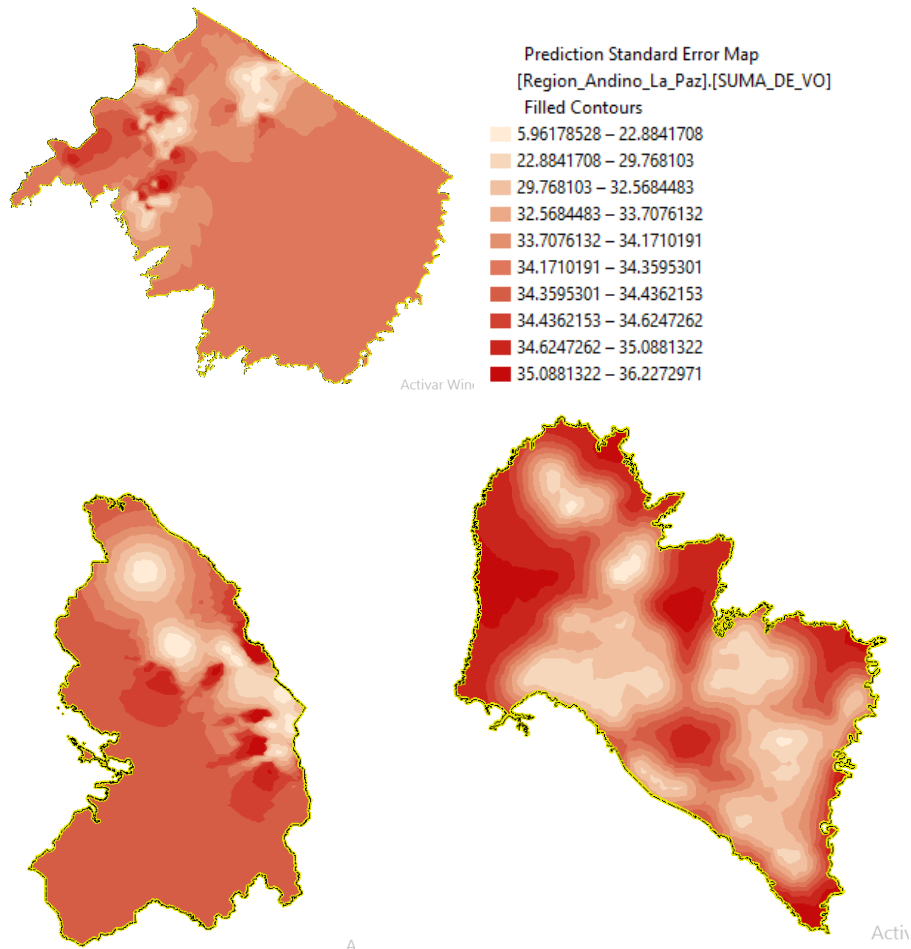 Prediction Standard Error Map
[Region_Andino_La_Paz].[SUMA_DE_VO]
Filled Contours
5.96178528 – 22.8841708
22.8841708 – 29.768103
29.768103 – 32.5684483
32.5684483 – 33.7076132
33.7076132 – 34.1710191
34.1710191 – 34.3595301
34.3595301 – 34.4362153
34.4362153 – 34.6247262
34.6247262 – 35.0881322
35.0881322 – 36.2272971
Activar Win
A
Activ